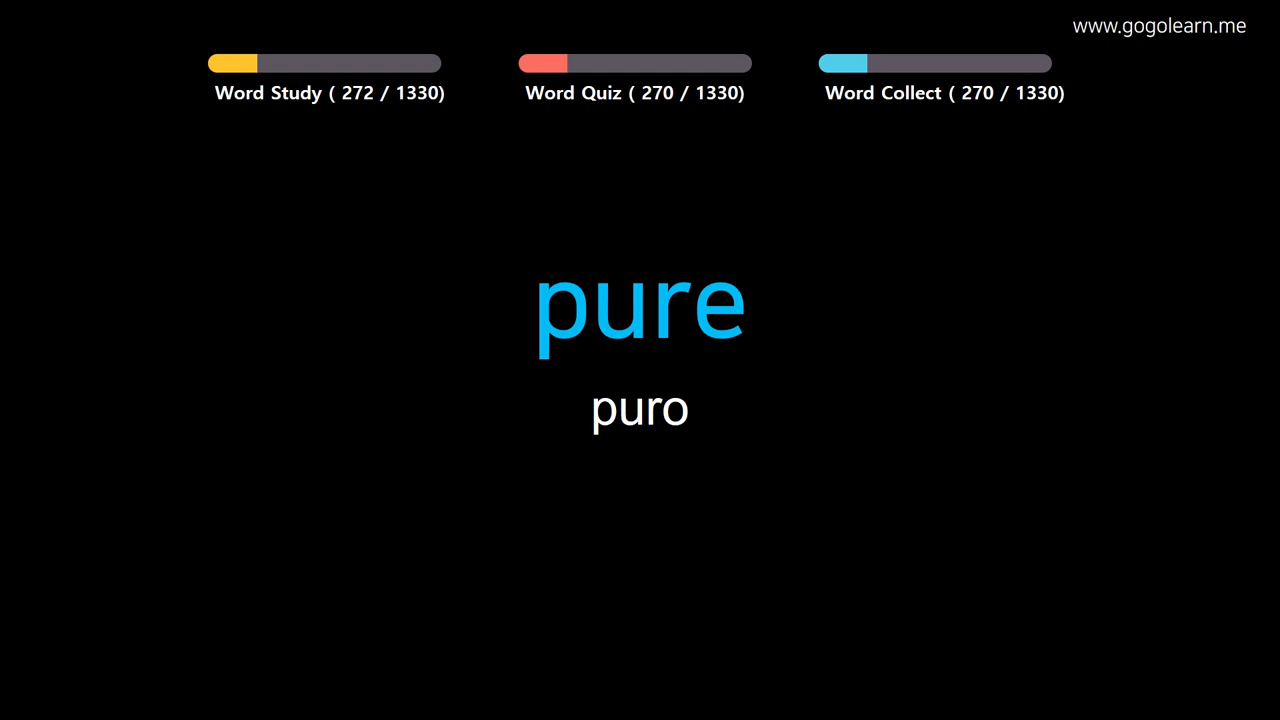 www.gogolearn.me
Word Study ( 272 / 1330)
Word Quiz ( 270 / 1330)
Word Collect ( 270 / 1330)
pure
puro